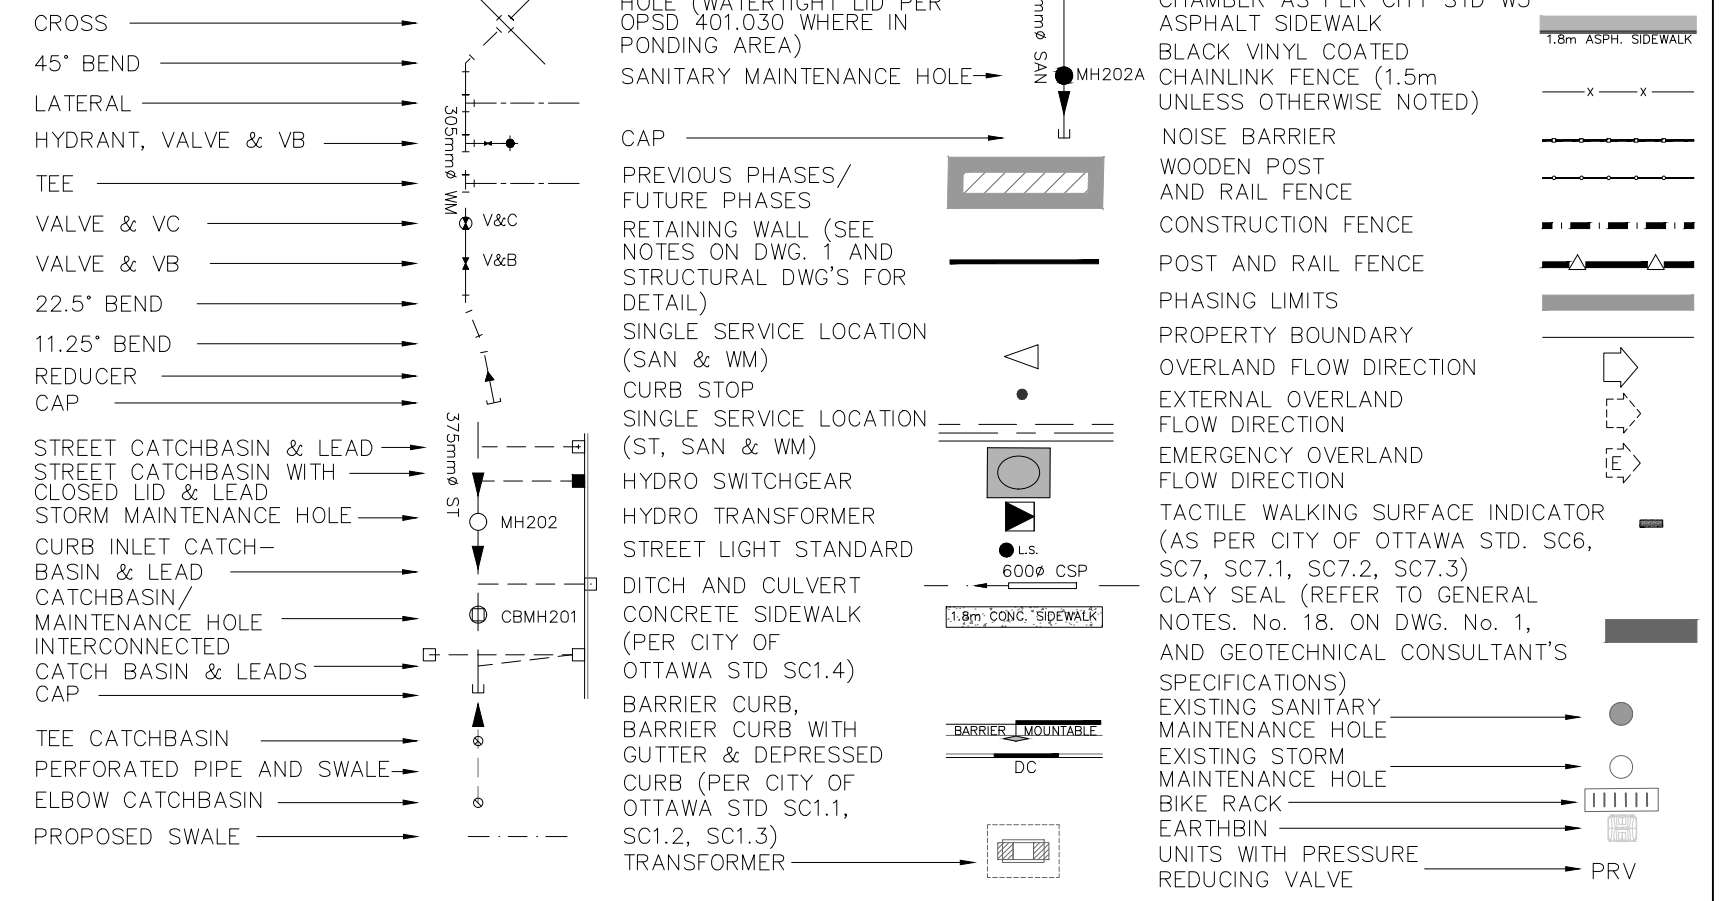 CROSS
45° BEND
LATERAL
HYDRANT, VALVE & VB
TEE
VALVE & VC
VALVE & VB
22.5° BEND
11.25° BEND
REDUCER
CAP
STREET CATCHBASIN & LEAD
STREET CATCHBASIN WITH
CLOSED LID & LEAD
STORM MAINTENANCE HOLE
CURB INLET CATCH–
BASIN & LEAD
CATCHBASIN/
MAINTENANCE HOLE
INTERCONNECTED
CATCH BASIN & LEADS
CAP
TEE CATCHBASIN
PERFORATED PIPE AND SWALE
ELBOW CATCHBASIN
PROPOSED SWALE
305mmø WM
V&C
V&B
375mmø ST
MH202
CBMH201
HOLE (WATERTIGHT LID PER
OPSD 401.030 WHERE IN
PONDING AREA)
SANITARY MAINTENANCE HOLE
CAP
mmø SAN
MH202A
PREVIOUS PHASES/
FUTURE PHASES
RETAINING WALL (SEE
NOTES ON DWG. 1 AND
STRUCTURAL DWG'S FOR
DETAIL)
SINGLE SERVICE LOCATION
(SAN & WM)
CURB STOP
SINGLE SERVICE LOCATION
(ST, SAN & WM)
HYDRO SWITCHGEAR
HYDRO TRANSFORMER
STREET LIGHT STANDARD
L.S.
600ø CSP
DITCH AND CULVERT
CONCRETE SIDEWALK
(PER CITY OF
OTTAWA STD SC1.4)
1.8m CONC. SIDEWALK
BARRIER CURB,
BARRIER CURB WITH
GUTTER & DEPRESSED
CURB (PER CITY OF
OTTAWA STD SC1.1,
SC1.2, SC1.3)
BARRIER MOUNTABLE
DC
TRANSFORMER
CHAMBER AS PER CITY STD W3
ASPHALT SIDEWALK
1.8m ASPH. SIDEWALK
BLACK VINYL COATED
CHAINLINK FENCE (1.5m
UNLESS OTHERWISE NOTED)
x x
NOISE BARRIER
WOODEN POST
AND RAIL FENCE
CONSTRUCTION FENCE
POST AND RAIL FENCE
PHASING LIMITS
PROPERTY BOUNDARY
OVERLAND FLOW DIRECTION
EXTERNAL OVERLAND
FLOW DIRECTION
EMERGENCY OVERLAND
FLOW DIRECTION
E
TACTILE WALKING SURFACE INDICATOR
(AS PER CITY OF OTTAWA STD. SC6,
SC7, SC7.1, SC7.2, SC7.3)
CLAY SEAL (REFER TO GENERAL
NOTES. No. 18. ON DWG. No. 1,
AND GEOTECHNICAL CONSULTANT'S
SPECIFICATIONS)
EXISTING SANITARY
MAINTENANCE HOLE
EXISTING STORM
MAINTENANCE HOLE
BIKE RACK
EARTHBIN
UNITS WITH PRESSURE
REDUCING VALVE
PRV